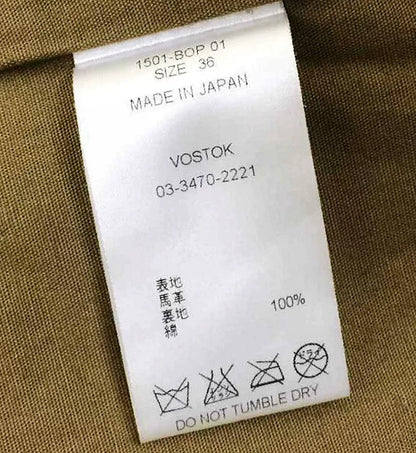 1501-BOP 01
SIZE 36
MADE IN JAPAN
VOSTOK
03-3470-2221
表地
馬革 100%
裏地
綿
DO NOT TUMBLE DRY